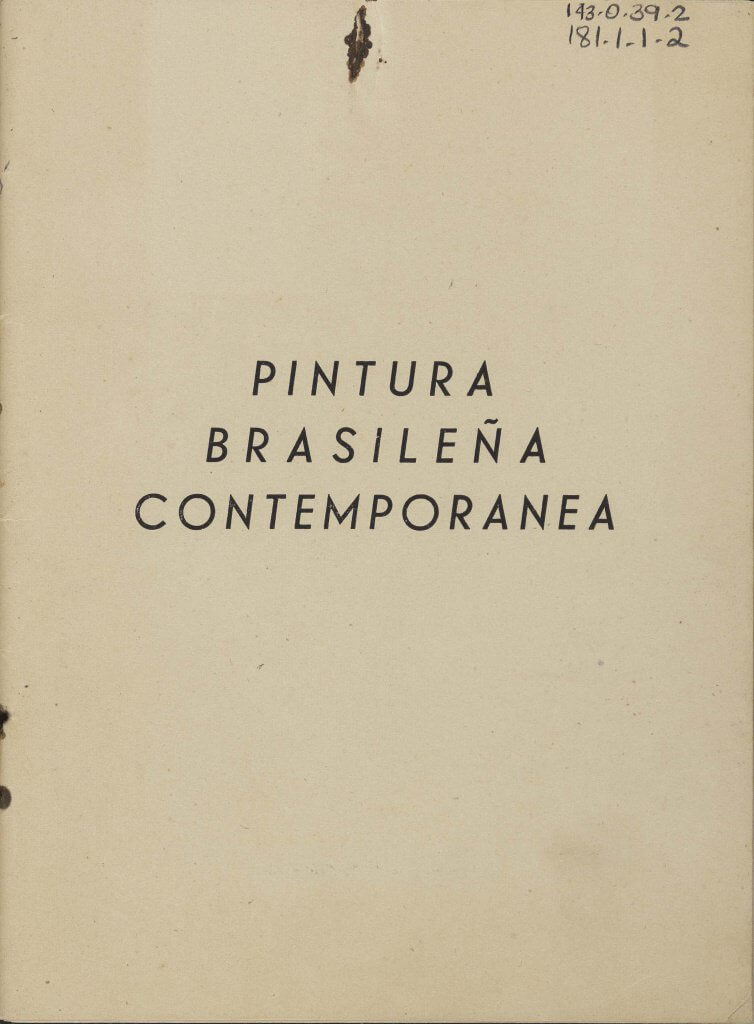 143-0-39-2
181-1-1-2
PINTURA
BRASILEÑA
CONTEMPORANEA